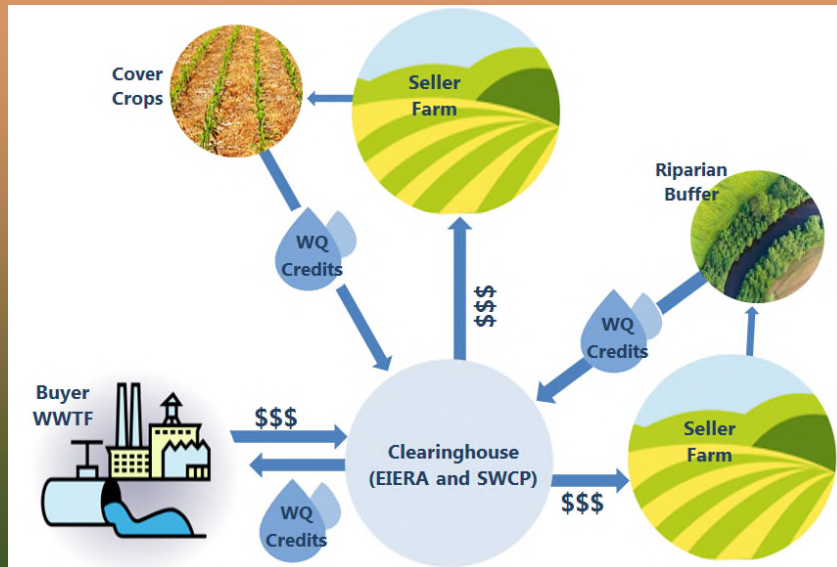 Cover
Crops
Seller
Farm
Riparian
Buffer
WQ
Credits
$$$
WQ
Credits
Buyer
WWTF
$$$
Clearinghouse
(EIERA and SWCP)
Seller
Farm
$$$
WQ
Credits